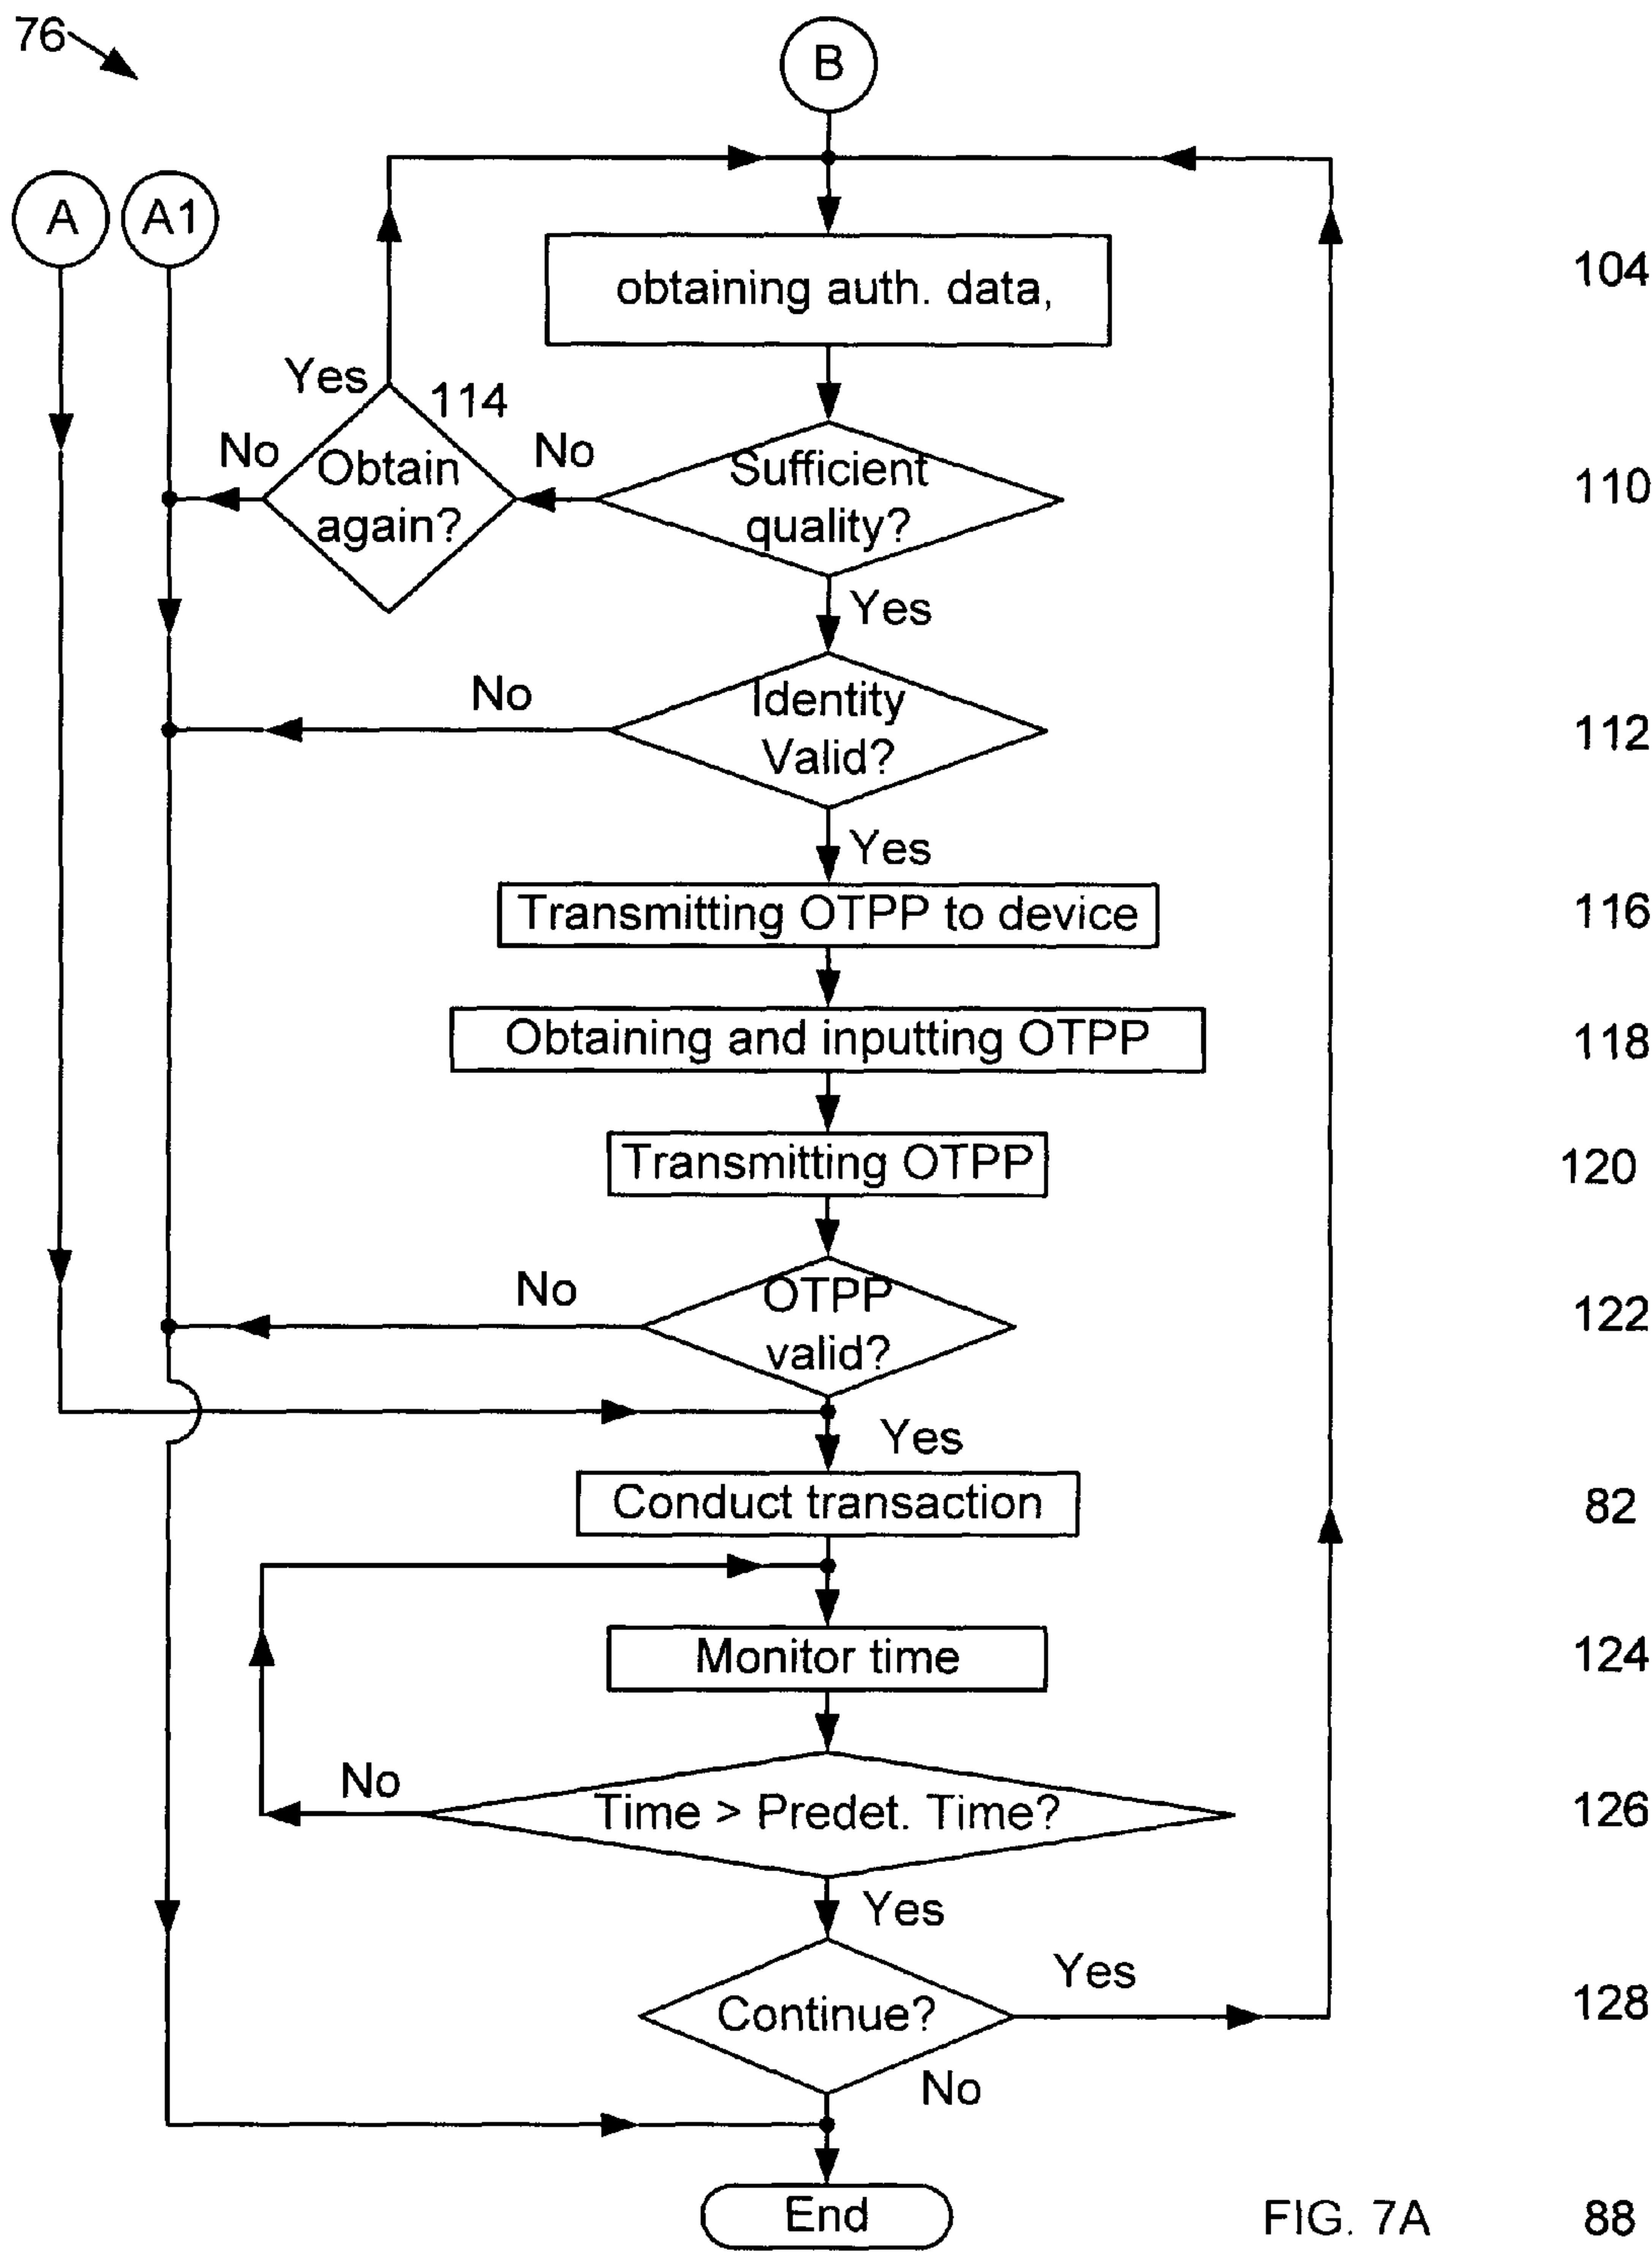 76
B
A
A1
obtaining auth. data,
104
Yes
114
No
Obtain
again?
No
Sufficient
quality?
110
Yes
No
Identity
Valid?
112
Yes
Transmitting OTPP to device
116
Obtaining and inputting OTPP
118
Transmitting OTPP
120
No
OTPP
valid?
122
Yes
Conduct transaction
82
Monitor time
124
No
Time > Predet. Time?
126
Yes
Continue?
Yes
128
No
End
FIG. 7A
88